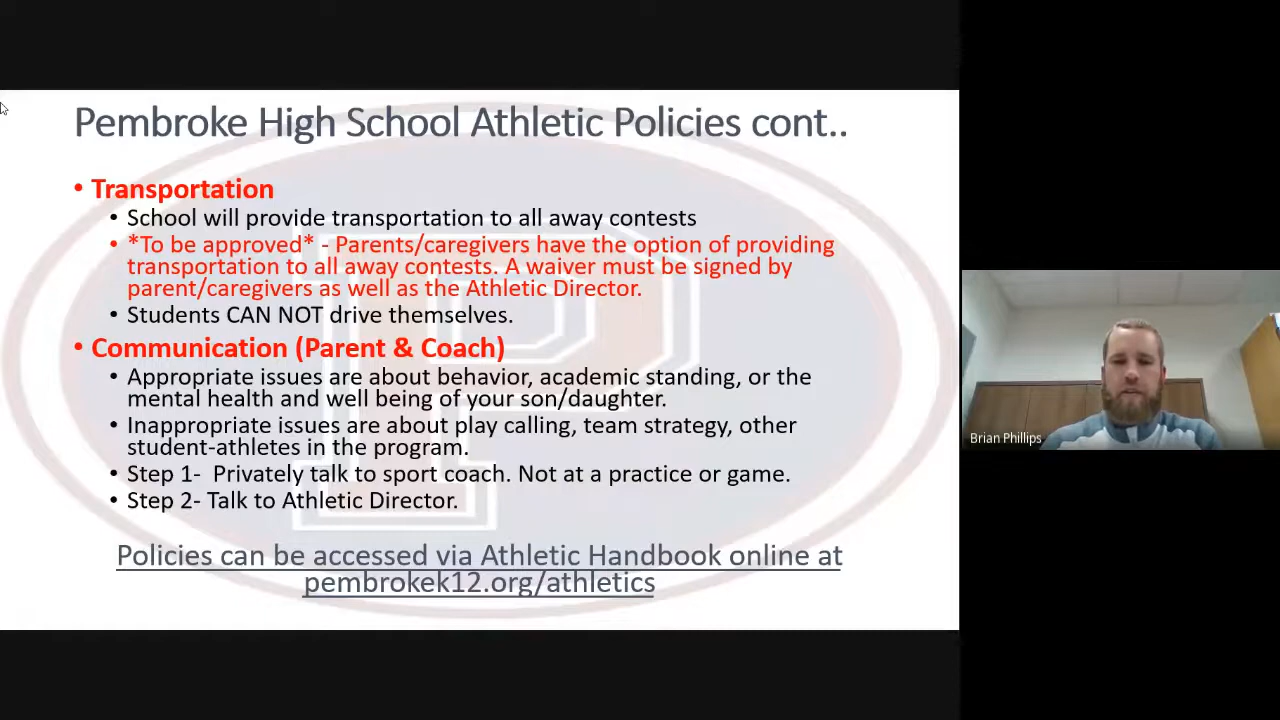 Pembroke High School Athletic Policies cont..
• Transportation
• School will provide transportation to all away contests
• *To be approved* - Parents/caregivers have the option of providing
transportation to all away contests. A waiver must be signed by
parent/caregivers as well as the Athletic Director.
• Students CAN NOT drive themselves.
• Communication (Parent & Coach)
• Appropriate issues are about behavior, academic standing, or the
mental health and well being of your son/daughter.
• Inappropriate issues are about play calling, team strategy, other
student-athletes in the program.
• Step 1-  Privately talk to sport coach. Not at a practice or game.
• Step 2- Talk to Athletic Director.
Policies can be accessed via Athletic Handbook online at
pembrokek12.org/athletics
P
Brian Phillips